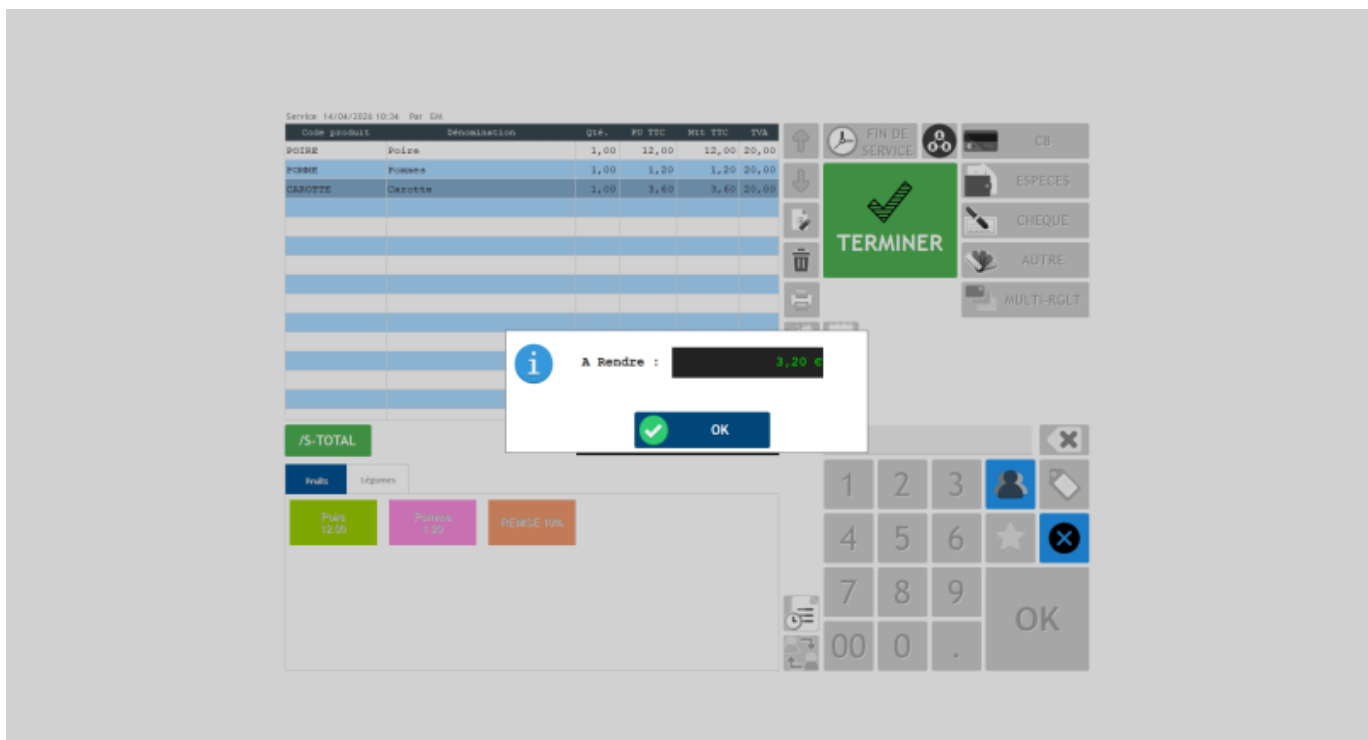 Service 14/04/2026 10:34 Par EM
Code produit Dénomination Qté. PU TTC Mtt TTC TVA
POIRE Poire 1,00 12,00 12,00 20,00
POMME Pommes 1,00 1,20 1,20 20,00
CAROTTE Carotte 1,00 3,60 3,60 20,00
FIN DE
SERVICE
CB
TERMINER
ESPECES
CHEQUE
AUTRE
MULTI-RGLT
A Rendre : 3,20 €
OK
/S-TOTAL
Fruits Légumes
Poire
12.00
Pomme
1.20
REMISE 10%
1 2 3
4 5 6
7 8 9
OK
00 0 .